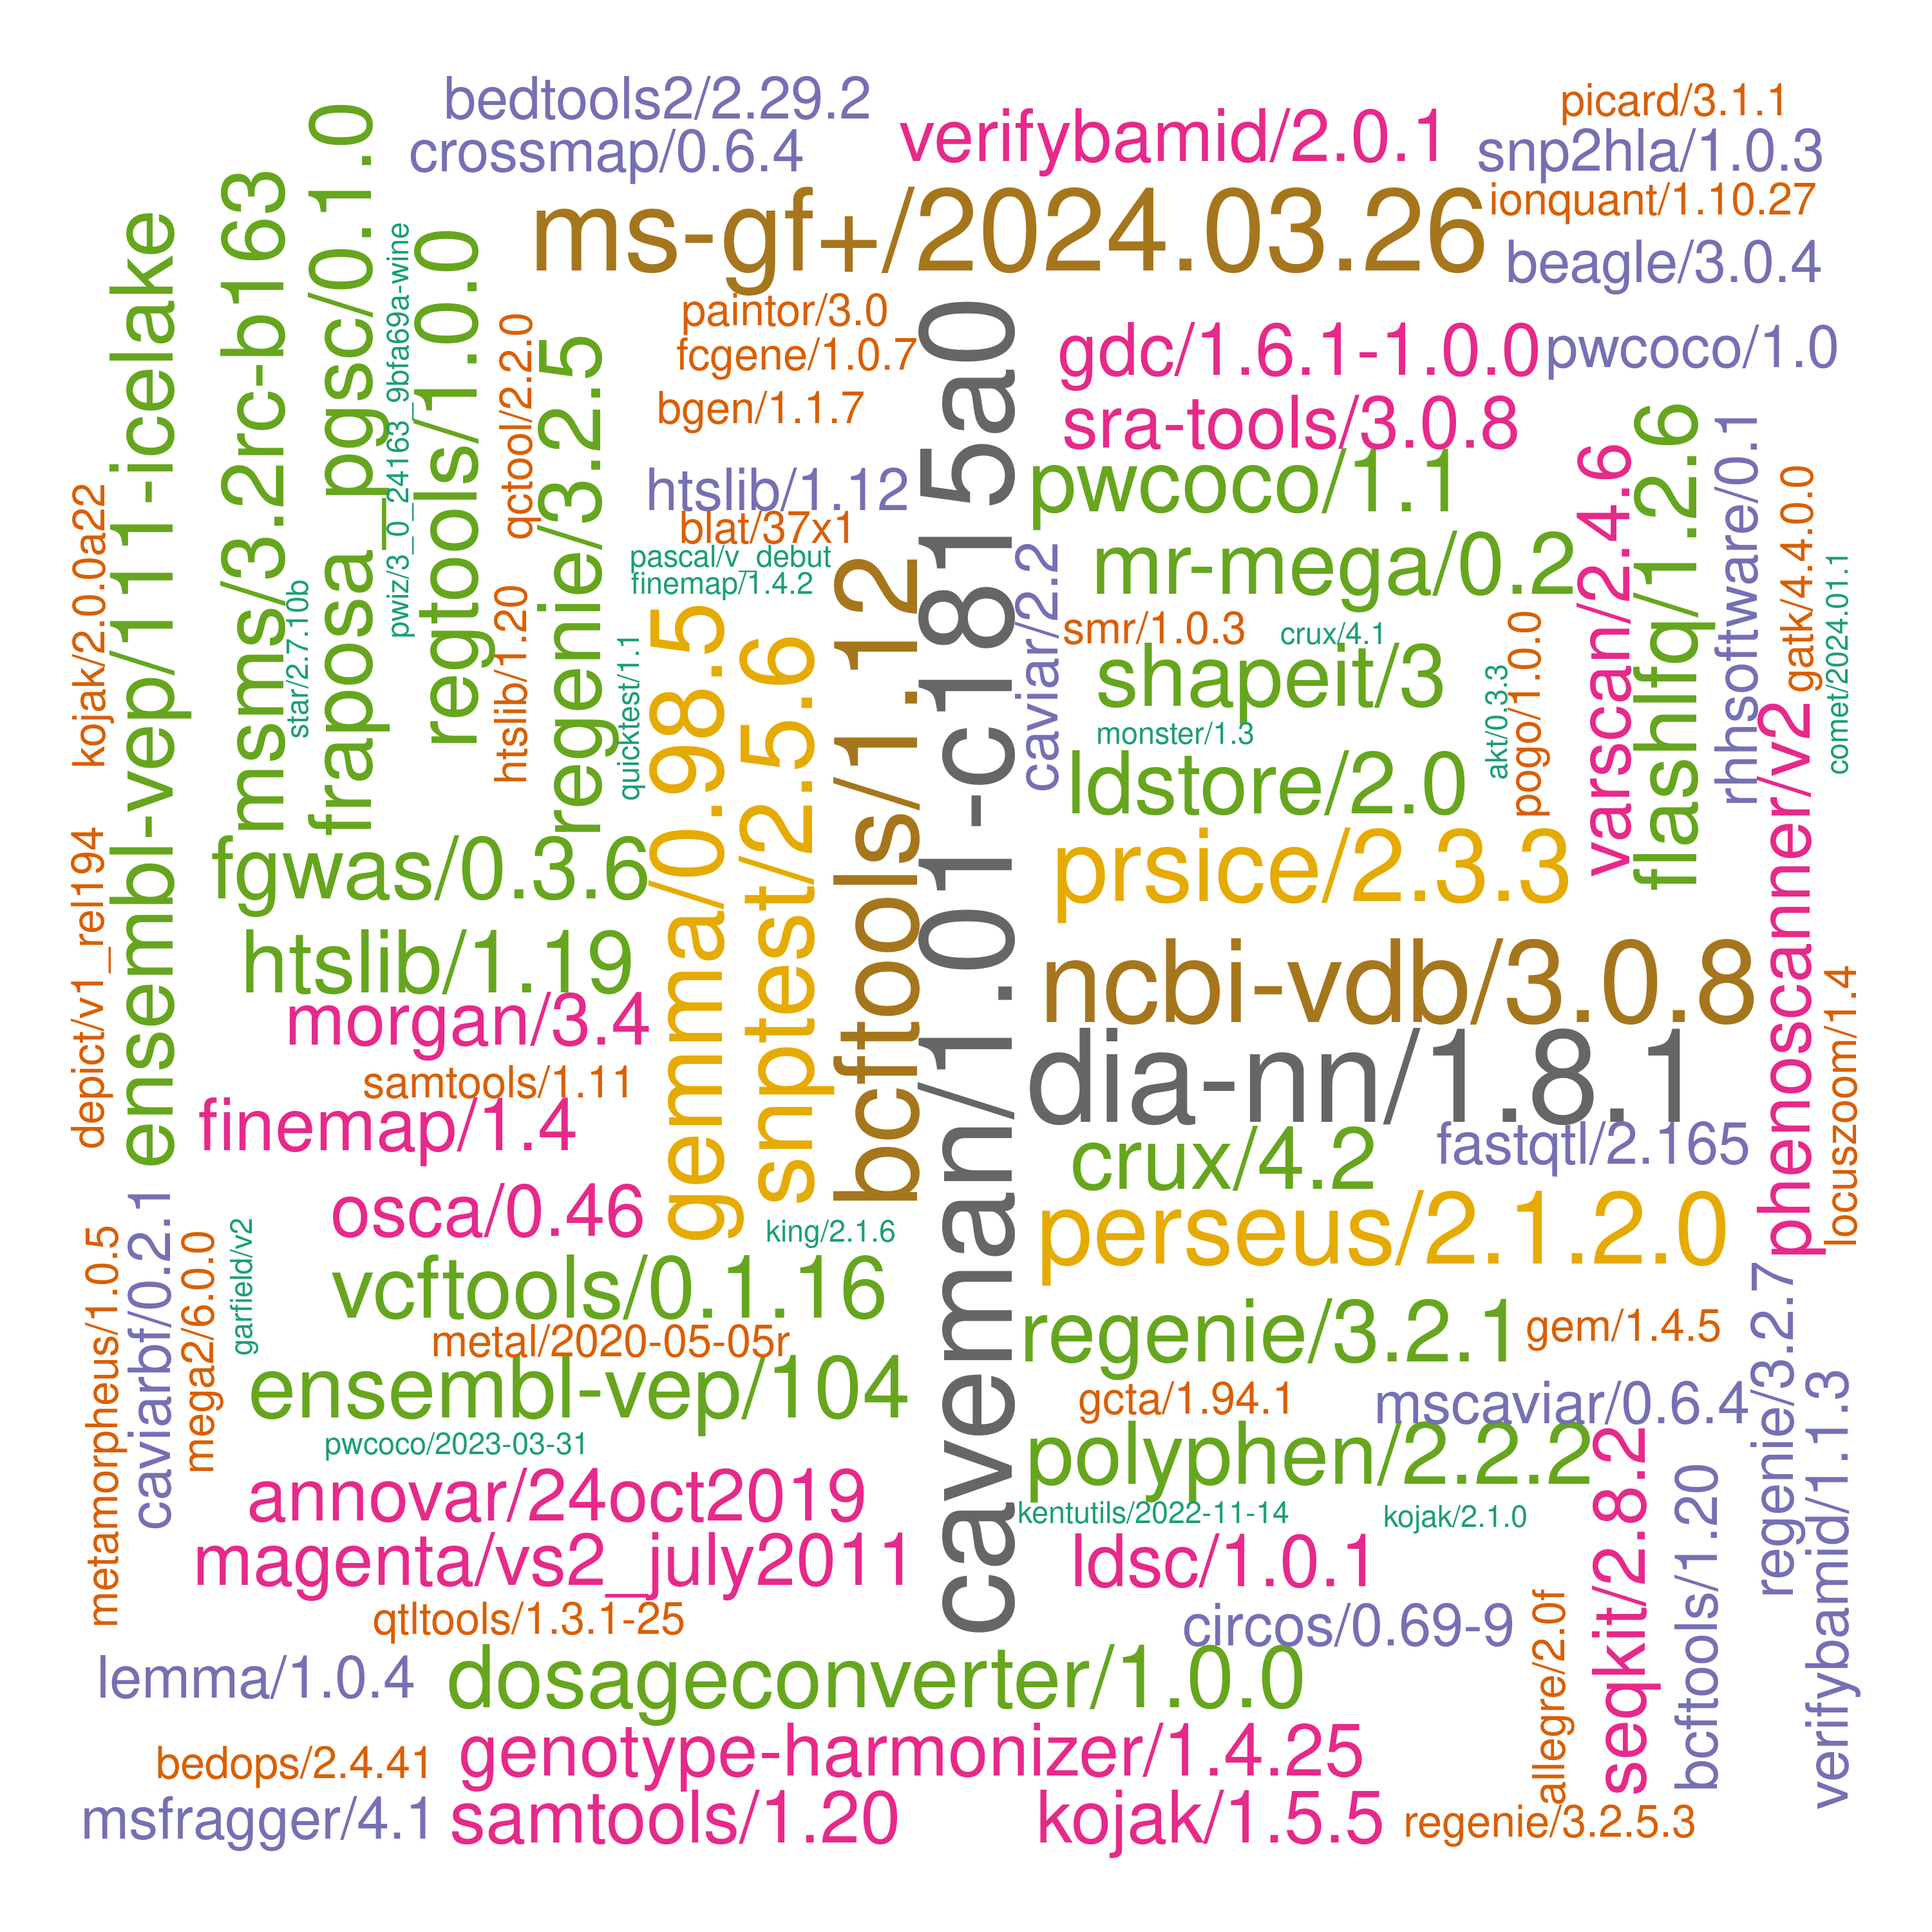 bedtools2/2.29.2
crossmap/0.6.4
verifybamid/2.0.1
picard/3.1.1
snp2hla/1.0.3
ionquant/1.10.27
beagle/3.0.4
ms-gf+/2024.03.26
ensembl-vep/111-icelake
msms/3.2rc-b163
fraposa_pgsc/0.1.0
pwiz/3_0_24163_9bfa69a-wine
regtools/1.0.0
qctool/2.2.0
regenie/3.2.5
paintor/3.0
fcgene/1.0.7
bgen/1.1.7
htslib/1.12
blat/37x1
pascal/v_debut
finemap/1.4.2
caveman/1.01-c1815a0
gdc/1.6.1-1.0.0
pwcoco/1.0
sra-tools/3.0.8
pwcoco/1.1
mr-mega/0.2
smr/1.0.3
crux/4.1
shapeit/3
monster/1.3
ldstore/2.0
caviar/2.2
akt/0.3.3
pogo/1.0.0
varscan/2.4.6
flashlfq/1.2.6
rhhsoftware/0.1
gatk/4.4.0.0
comet/2024.01.1
kojak/2.0.0a22
star/2.7.10b
htslib/1.20
quicktest/1.1
gemma/0.98.5
snptest/2.5.6
bcftools/1.12
prsice/2.3.3
phenoscanner/v2
depict/v1_rel194
fgwas/0.3.6
htslib/1.19
morgan/3.4
samtools/1.11
finemap/1.4
ncbi-vdb/3.0.8
dia-nn/1.8.1
locuszoom/1.4
crux/4.2
fastqtl/2.165
osca/0.46
king/2.1.6
perseus/2.1.2.0
metamorpheus/1.0.5
caviarbf/0.2.1
mega2/6.0.0
garfield/v2
vcftools/0.1.16
metal/2020-05-05r
ensembl-vep/104
pwcoco/2023-03-31
regenie/3.2.1
gem/1.4.5
gcta/1.94.1
mscaviar/0.6.4
regenie/3.2.7
verifybamid/1.1.3
polyphen/2.2.2
kentutils/2022-11-14
kojak/2.1.0
annovar/24oct2019
magenta/vs2_july2011
ldsc/1.0.1
seqkit/2.8.2
bcftools/1.20
qtltools/1.3.1-25
circos/0.69-9
allegre/2.0f
lemma/1.0.4
dosageconverter/1.0.0
bedops/2.4.41
genotype-harmonizer/1.4.25
msfragger/4.1
samtools/1.20
kojak/1.5.5
regenie/3.2.5.3